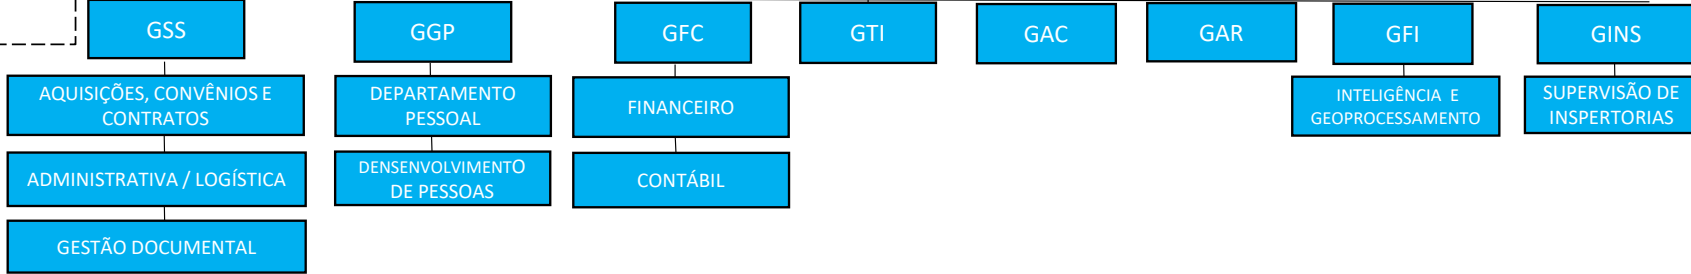 GSS
GGP
GFC
GTI
GAC
GAR
GFI
GINS
AQUISIÇÕES, CONVÊNIOS E
CONTRATOS
DEPARTAMENTO
PESSOAL
FINANCEIRO
INTELIGÊNCIA E
GEOPROCESSAMENTO
SUPERVISÃO DE
INSPERTORIAS
ADMINISTRATIVA / LOGÍSTICA
DENSENVOLVIMENTO
DE PESSOAS
CONTÁBIL
GESTÃO DOCUMENTAL